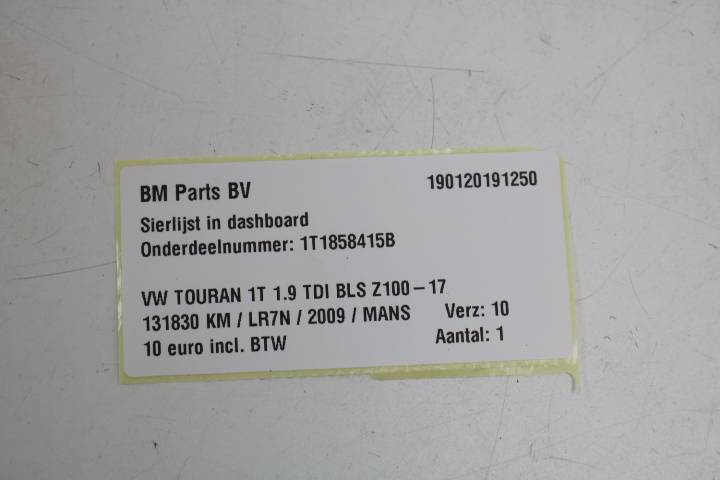 BM Parts BV 190120191250
Sierlijst in dashboard
Onderdeelnummer: 1T1858415B
VW TOURAN 1T 1.9 TDI BLS Z100-17
131830 KM / LR7N / 2009 / MANS Verz: 10
10 euro incl. BTW Aantal: 1